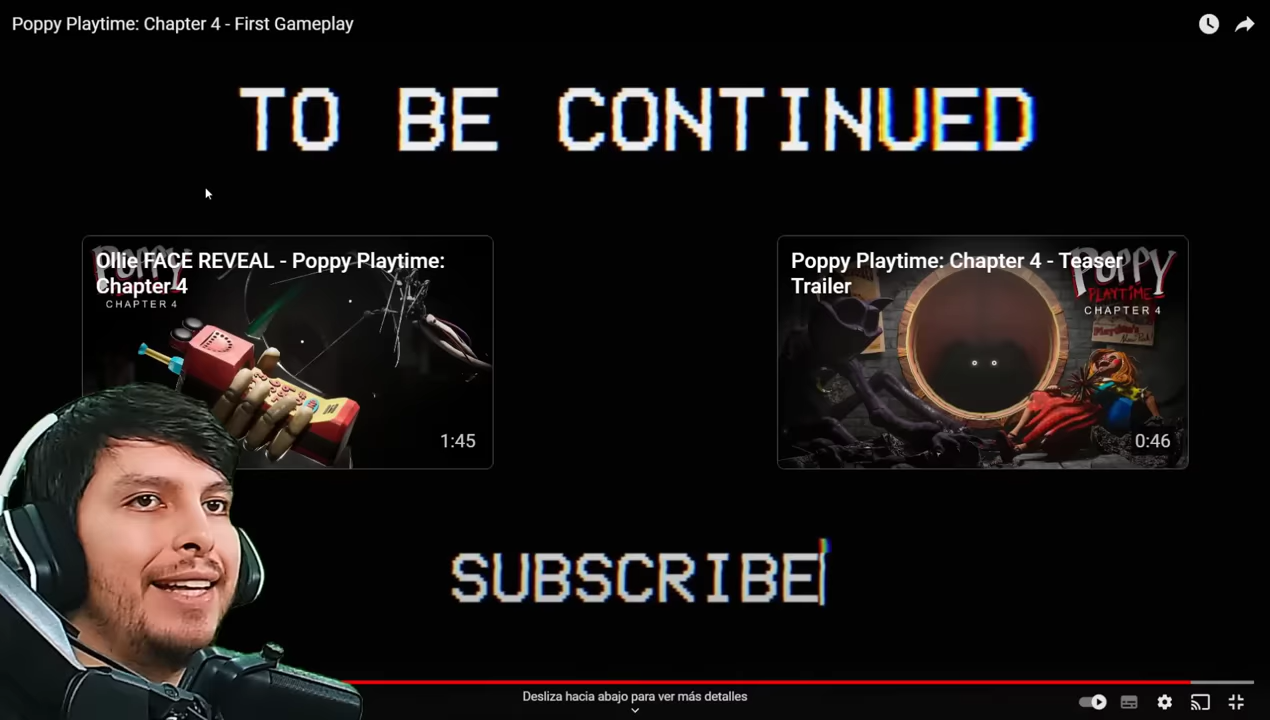 Poppy Playtime: Chapter 4 - First Gameplay
TO BE CONTINUED
Ollie FACE REVEAL - Poppy Playtime:
Chapter 4
POPPY
CHAPTER 4
1:45
Poppy Playtime: Chapter 4 - Teaser
Trailer
POPPY
PLAYTIME
CHAPTER 4
0:46
SUBSCRIBE
Desliza hacia abajo para ver más detalles